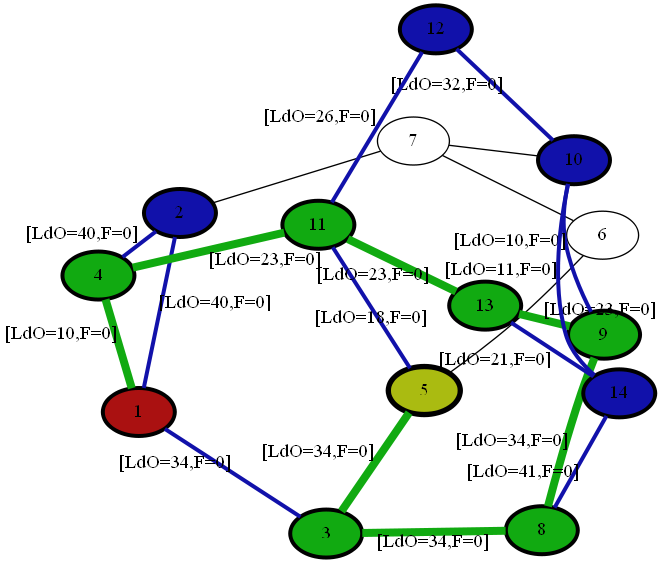 12
[LdO=32,F=0]
[LdO=26,F=0]
7
10
2
11
[LdO=40,F=0]
6
[LdO=10,F=0]
[LdO=23,F=0]
4
[LdO=23,F=0]
[LdO=11,F=0]
[LdO=40,F=0]
13
[LdO=23,F=0]
[LdO=18,F=0]
[LdO=10,F=0]
9
[LdO=21,F=0]
5
14
1
[LdO=34,F=0]
[LdO=34,F=0]
[LdO=34,F=0]
[LdO=41,F=0]
3
8
[LdO=34,F=0]